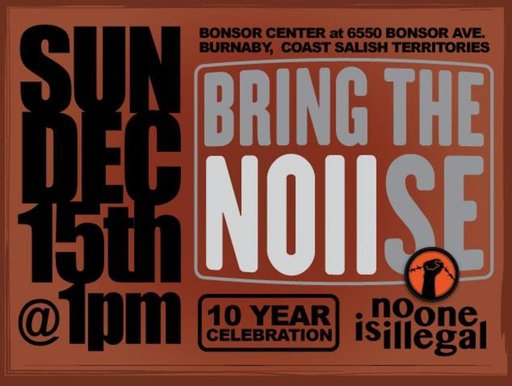 SUN
DEC
15th
@1pm
BONSOR CENTER at 6550 BONSOR AVE.
BURNABY, COAST SALISH TERRITORIES
BRING THE
NOIISE
10 YEAR
CELEBRATION
no one
is illegal